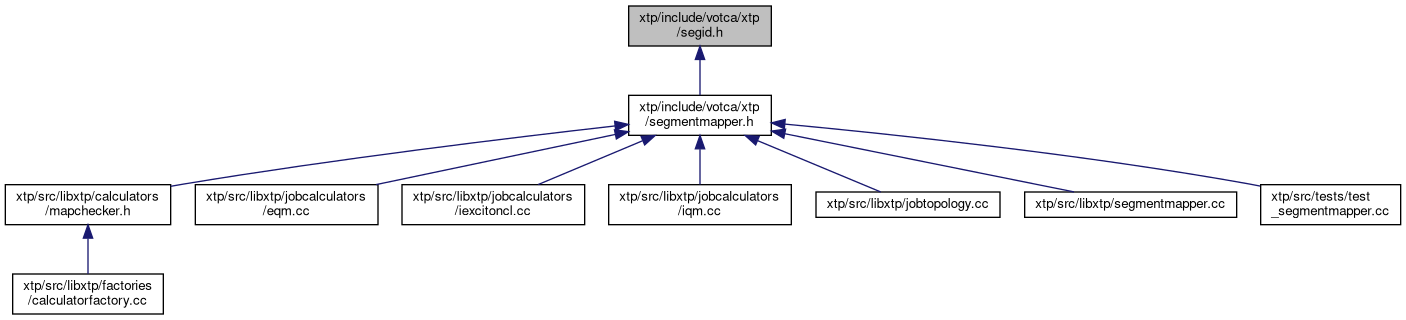 xtp/include/votca/xtp
/segid.h
xtp/include/votca/xtp
/segmentmapper.h
xtp/src/libxtp/calculators
/mapchecker.h
xtp/src/libxtp/jobcalculators
/eqm.cc
xtp/src/libxtp/jobcalculators
/iexcitoncl.cc
xtp/src/libxtp/jobcalculators
/iqm.cc
xtp/src/libxtp/jobtopology.cc
xtp/src/libxtp/segmentmapper.cc
xtp/src/tests/test
_segmentmapper.cc
xtp/src/libxtp/factories
/calculatorfactory.cc